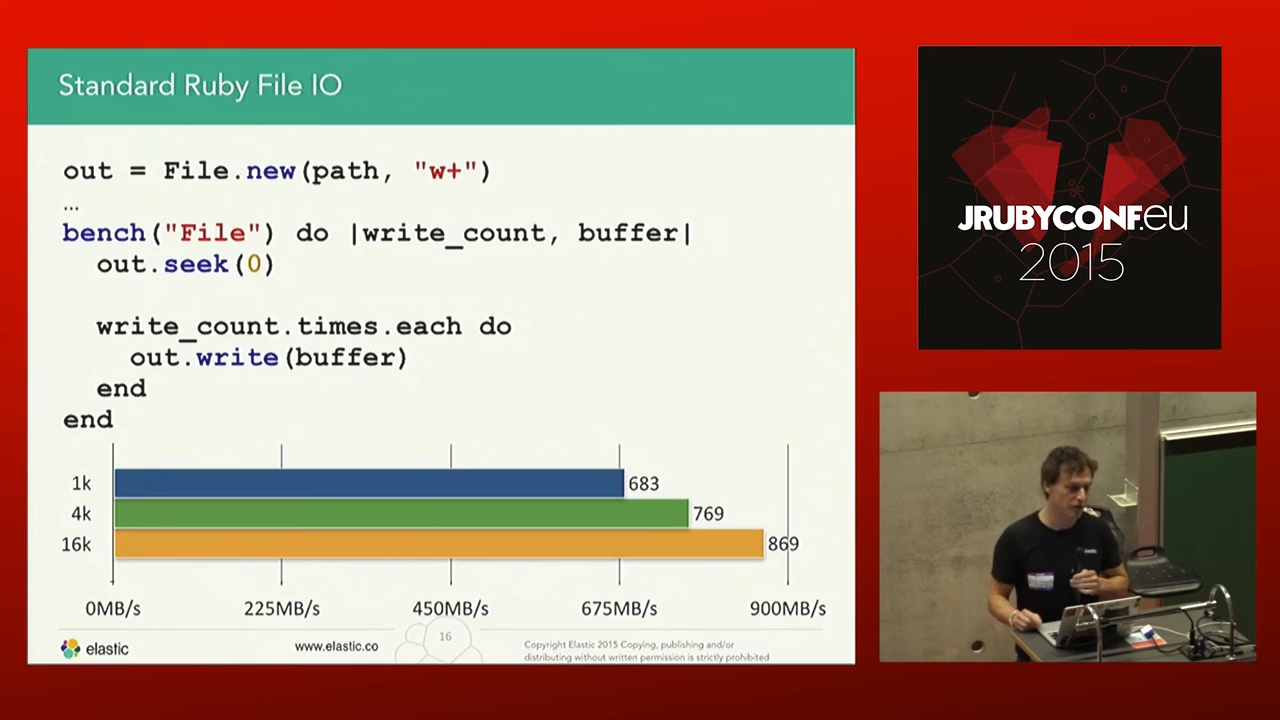 Standard Ruby File IO
out = File.new(path, "w+")
...
bench("File") do |write_count, buffer|
  out.seek(0)
  write_count.times.each do
    out.write(buffer)
  end
end
1k 683
4k 769
16k 869
0MB/s 225MB/s 450MB/s 675MB/s 900MB/s
elastic
www.elastic.co
16
Copyright Elastic 2015 Copying, publishing and/or
distributing without written permission is strictly prohibited
JRUBYCONF.EU
2015